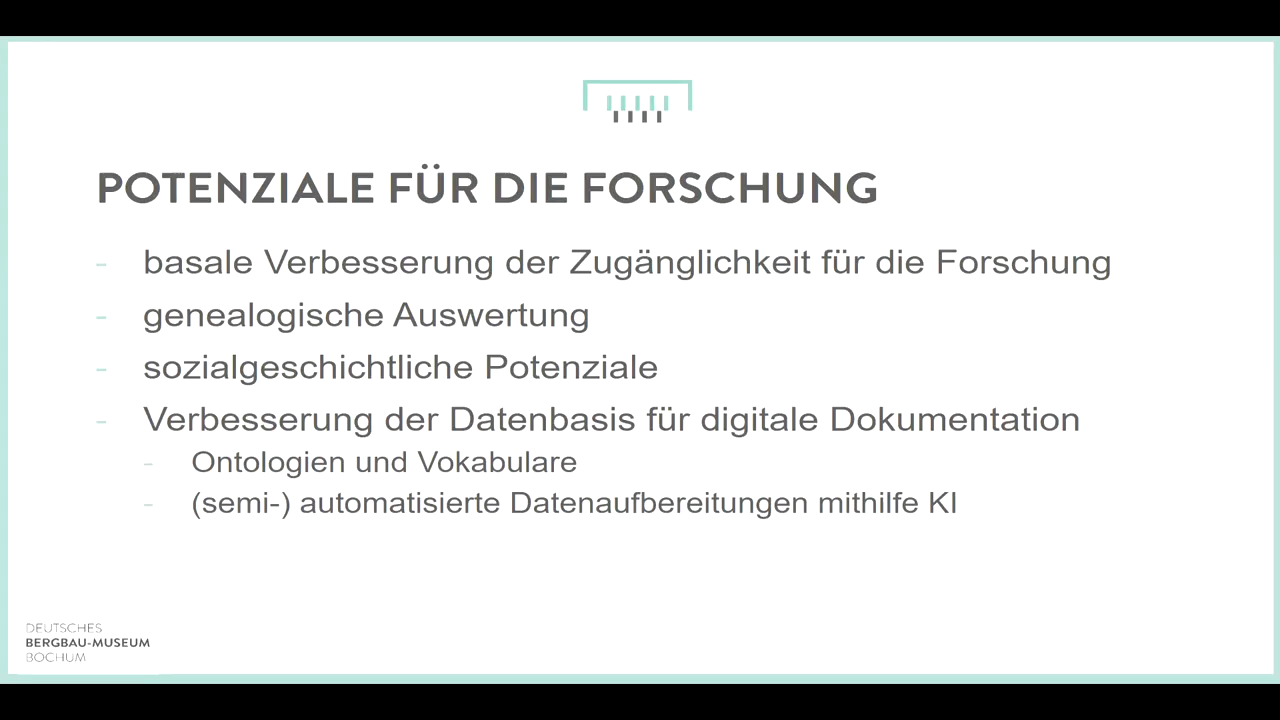 POTENZIALE FÜR DIE FORSCHUNG
- basale Verbesserung der Zugänglichkeit für die Forschung
- genealogische Auswertung
- sozialgeschichtliche Potenziale
- Verbesserung der Datenbasis für digitale Dokumentation
- Ontologien und Vokabulare
- (semi-) automatisierte Datenaufbereitungen mithilfe KI
DEUTSCHES
BERGBAU-MUSEUM
BOCHUM